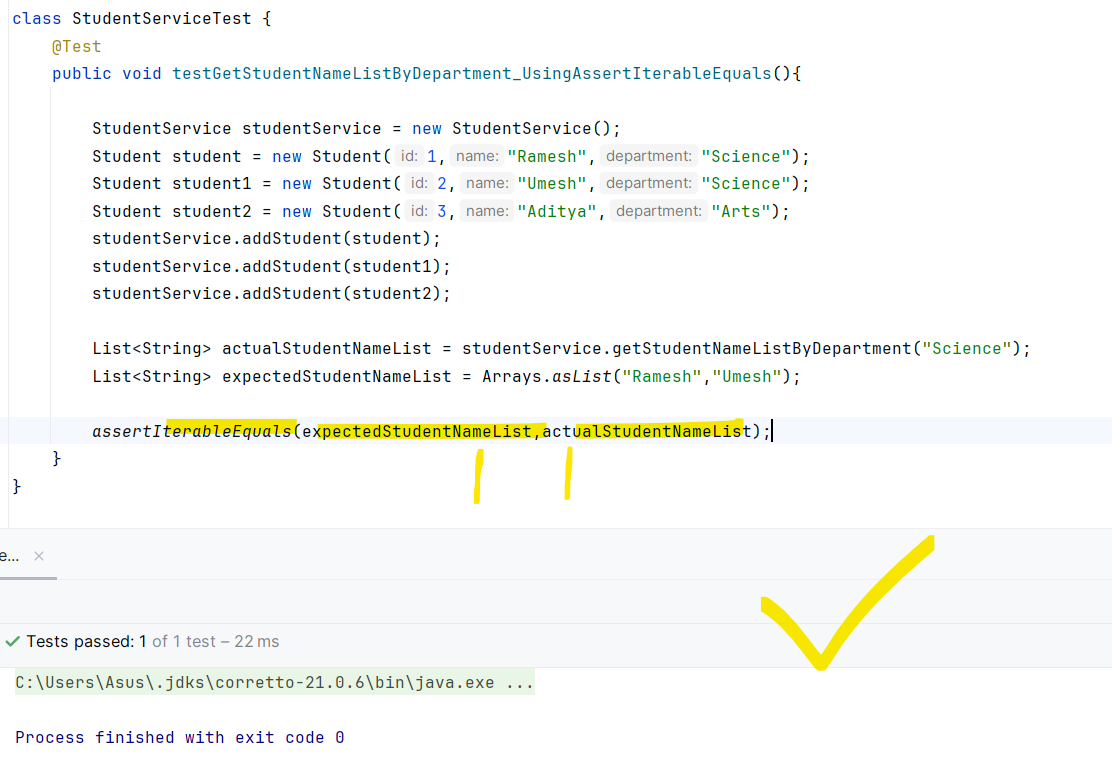 class StudentServiceTest {
@Test
public void testGetStudentNameListByDepartment_UsingAssertIterableEquals(){
StudentService studentService = new StudentService();
Student student = new Student( id: 1, name: "Ramesh", department: "Science");
Student student1 = new Student( id: 2, name: "Umesh", department: "Science");
Student student2 = new Student( id: 3, name: "Aditya", department: "Arts");
studentService.addStudent(student);
studentService.addStudent(student1);
studentService.addStudent(student2);
List<String> actualStudentNameList = studentService.getStudentNameListByDepartment("Science");
List<String> expectedStudentNameList = Arrays.asList("Ramesh","Umesh");
assertIterableEquals(expectedStudentNameList,actualStudentNameList);
}
}
e...
Tests passed: 1 of 1 test – 22 ms
C:\Users\Asus\.jdks\corretto-21.0.6\bin\java.exe ...
Process finished with exit code 0